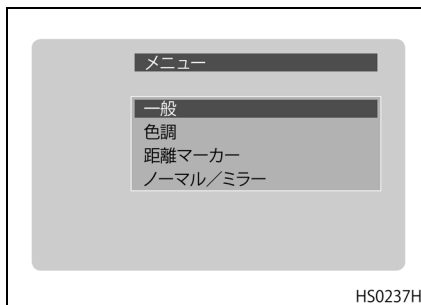 メニュー
一般
色調
距離マーカー
ノーマル／ミラー
HS0237H